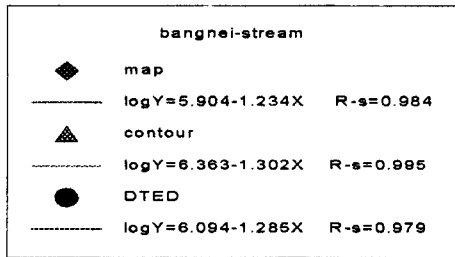 bangnei-stream
map
logY=5.904-1.234X R-s=0.984
contour
logY=6.363-1.302X R-s=0.995
DTED
logY=6.094-1.285X R-s=0.979